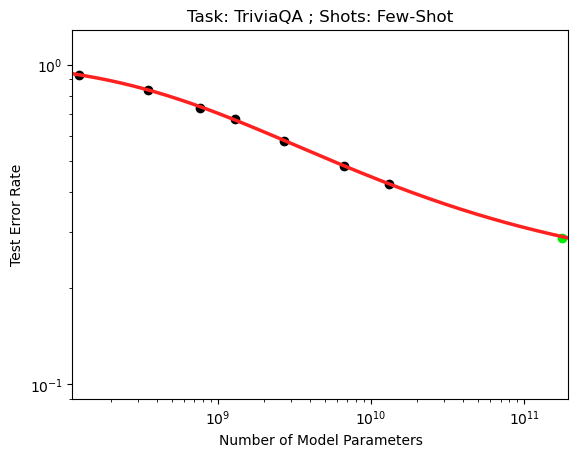 Task: TriviaQA ; Shots: Few-Shot
10⁰
Test Error Rate
10⁻¹
10⁹
10¹⁰
10¹¹
Number of Model Parameters